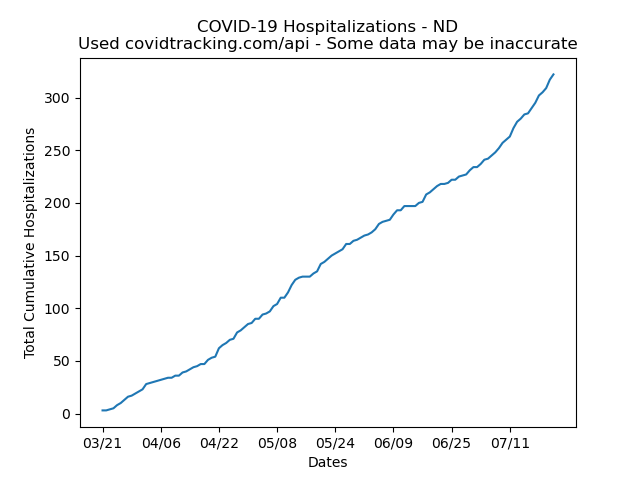 COVID-19 Hospitalizations - ND
Used covidtracking.com/api - Some data may be inaccurate
Total Cumulative Hospitalizations
300
250
200
150
100
50
0
03/21 04/06 04/22 05/08 05/24 06/09 06/25 07/11
Dates